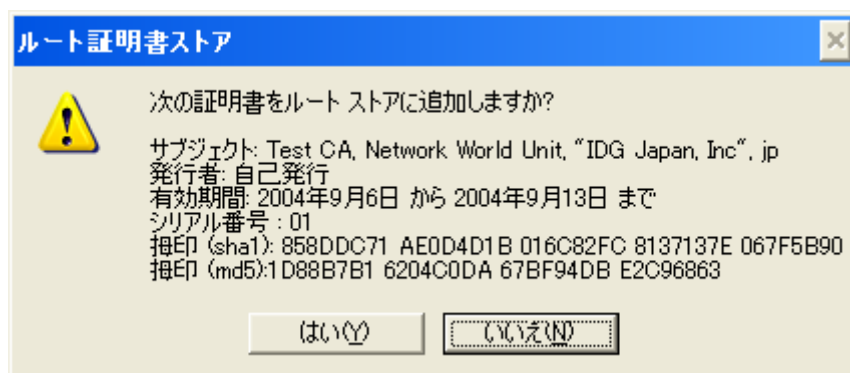 ルート証明書ストア
次の証明書をルート ストアに追加しますか?
サブジェクト: Test CA, Network World Unit, "IDG Japan, Inc", jp
発行者: 自己発行
有効期間: 2004年9月6日 から 2004年9月13日 まで
シリアル番号 : 01
拇印 (sha1): 858DDC71 AE0D4D1B 016C82FC 8137137E 067F5B90
拇印 (md5):1D88B7B1 6204C0DA 67BF94DB E2C96863
はい(Y) いいえ(N)